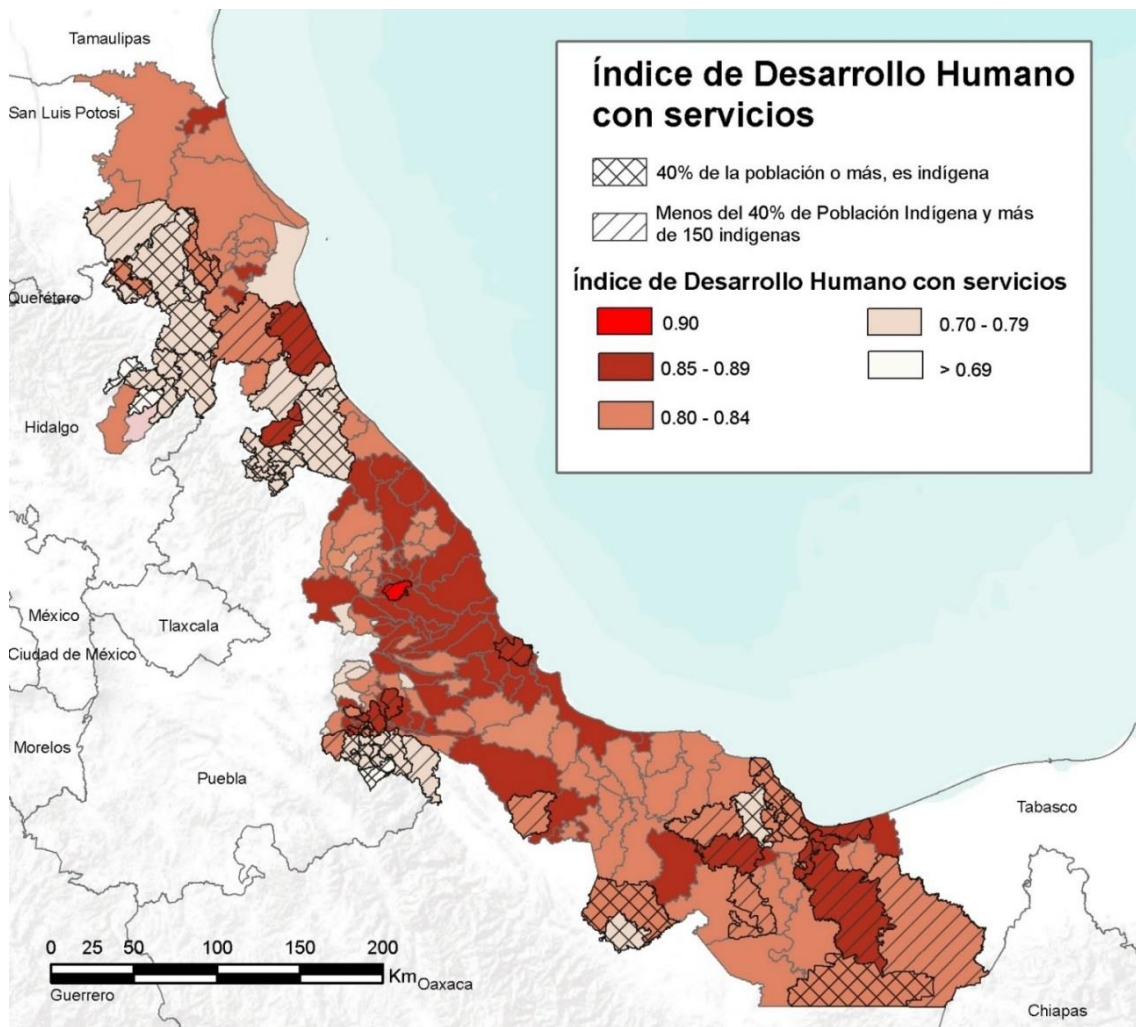 Tamaulipas
San Luis Potosí
Querétaro
Hidalgo
México
Tlaxcala
Ciudad de México
Morelos
Puebla
Tabasco
Chiapas
Oaxaca
Guerrero
Índice de Desarrollo Humano
con servicios
40% de la población o más, es indígena
Menos del 40% de Población Indígena y más
de 150 indígenas
Índice de Desarrollo Humano con servicios
0.90
0.70 - 0.79
0.85 - 0.89
> 0.69
0.80 - 0.84
0 25 50 100 150 200
Km